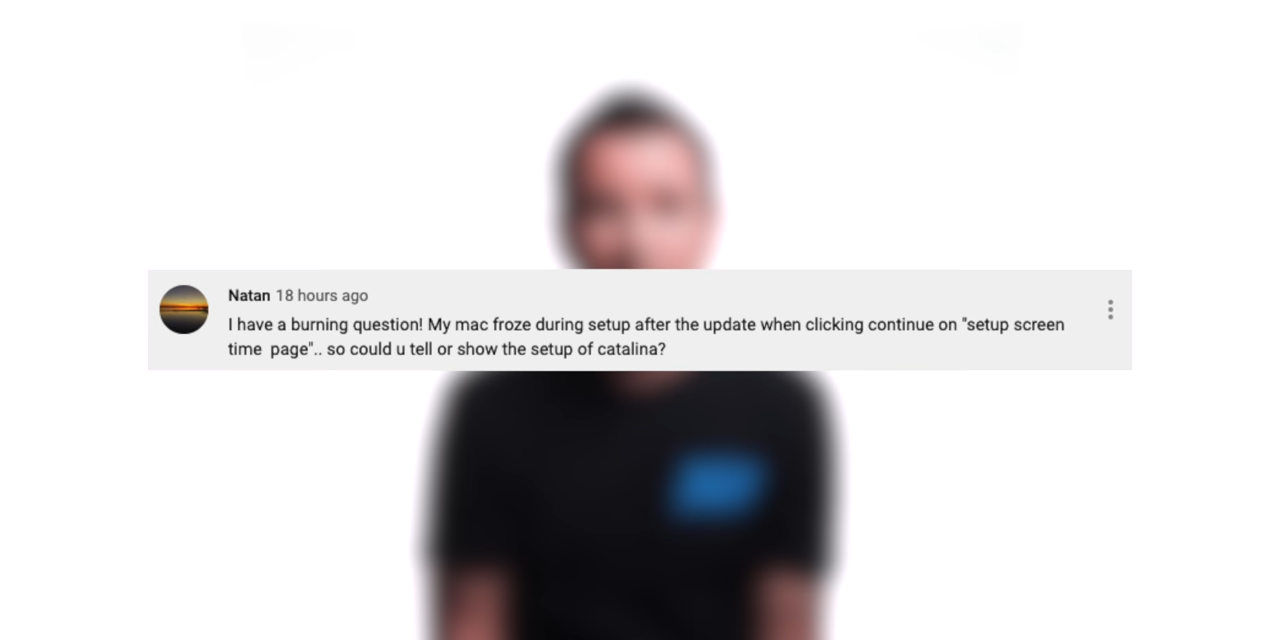 Natan 18 hours ago
I have a burning question! My mac froze during setup after the update when clicking continue on "setup screen
time  page".. so could u tell or show the setup of catalina?